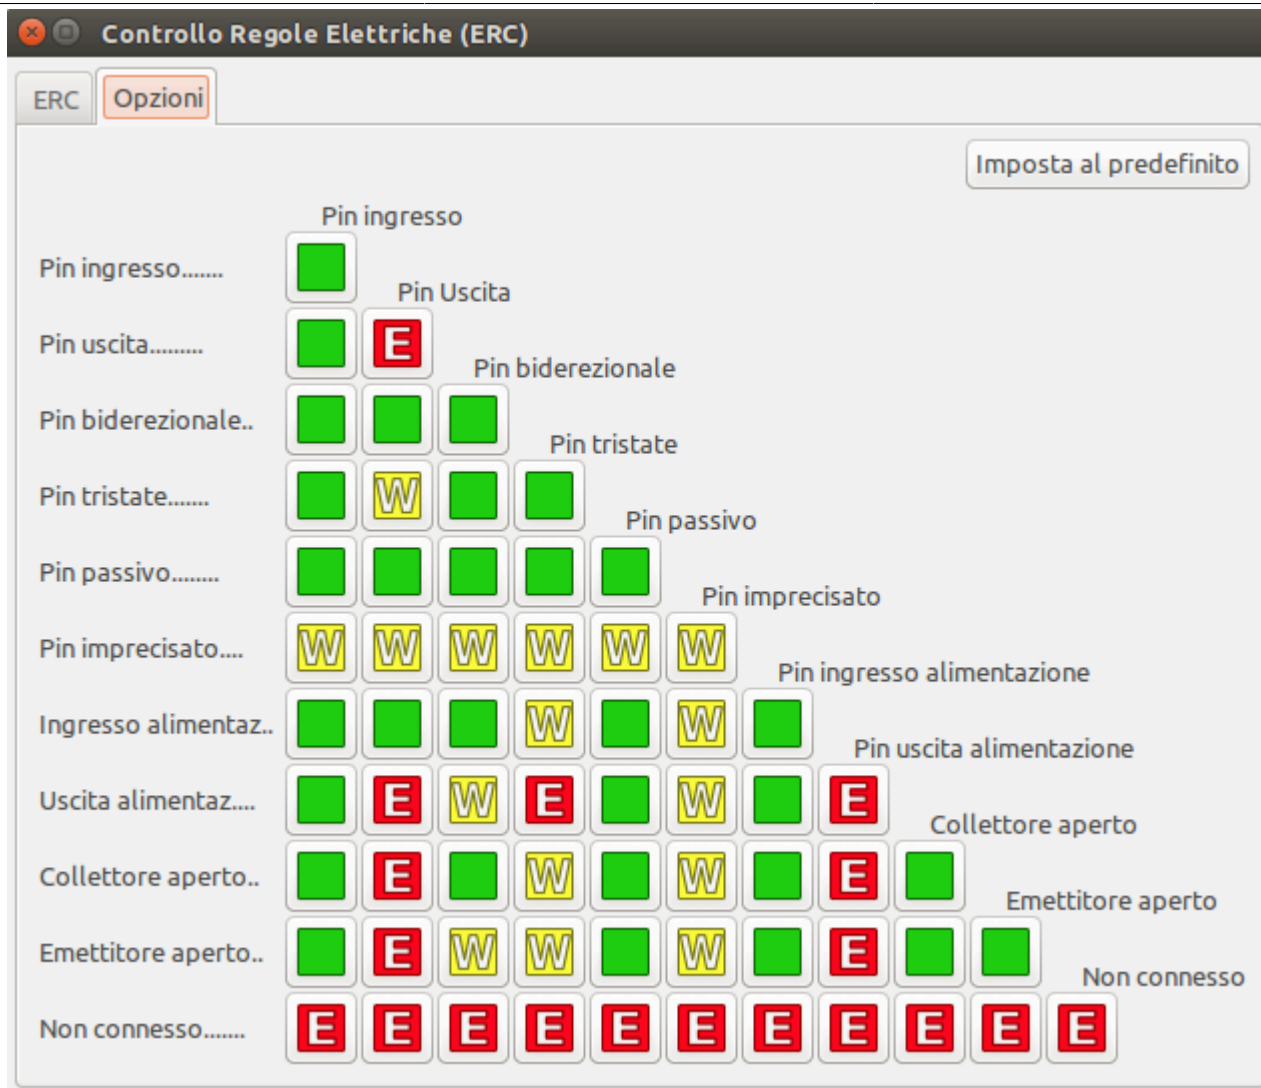 Controllo Regole Elettriche (ERC)
ERC Opzioni
Imposta al predefinito
Pin ingresso
Pin ingresso.......
Pin Uscita
Pin uscita......... E
Pin biderezionale
Pin biderezionale..
Pin tristate
Pin tristate....... W
Pin passivo
Pin passivo........
Pin imprecisato
Pin imprecisato.... W W W W W W
Pin ingresso alimentazione
Ingresso alimentaz.. W W
Pin uscita alimentazione
Uscita alimentaz.... E W E W E
Collettore aperto
Collettore aperto.. E W W E
Emettitore aperto
Emettitore aperto.. E W W W E
Non connesso
Non connesso....... E E E E E E E E E E E